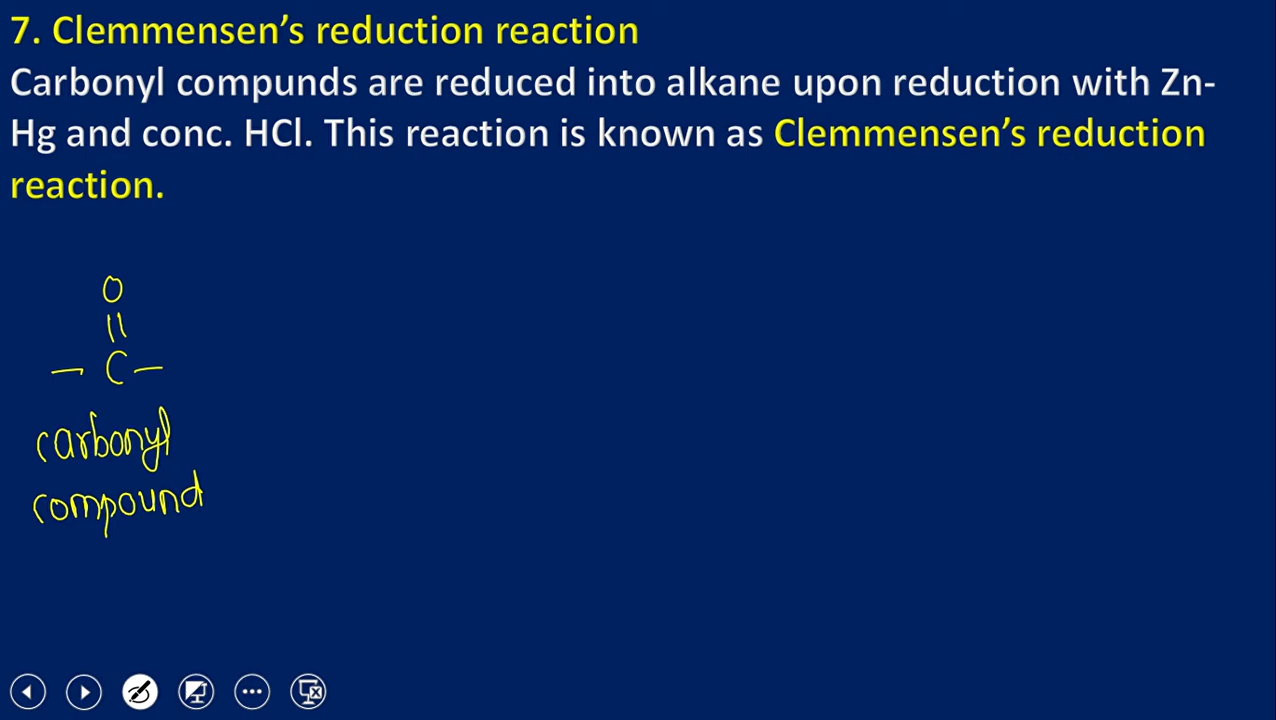 7. Clemmensen’s reduction reaction
Carbonyl compunds are reduced into alkane upon reduction with Zn-
Hg and conc. HCl. This reaction is known as Clemmensen’s reduction
reaction.
O
||
– C –
carbonyl
compound